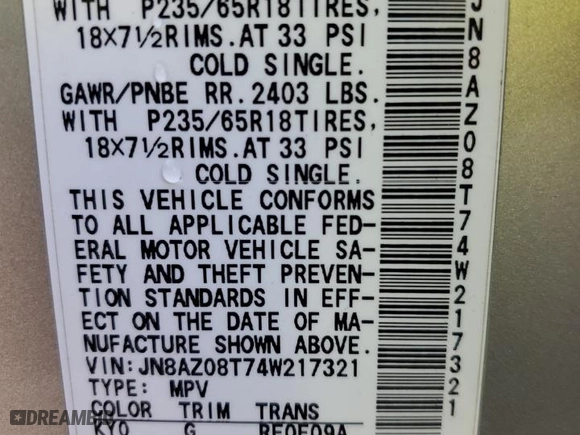 WITH P235/65R18TIRES,
18X7½RIMS.AT 33 PSI
COLD SINGLE.
GAWR/PNBE RR.2403 LBS.
WITH P235/65R18TIRES,
18X7½RIMS.AT 33 PSI
COLD SINGLE.
THIS VEHICLE CONFORMS
TO ALL APPLICABLE FED-
ERAL MOTOR VEHICLE SA-
FETY AND THEFT PREVEN-
TION STANDARDS IN EFF-
ECT ON THE DATE OF MA-
NUFACTURE SHOWN ABOVE.
VIN:JN8AZ08T74W217321
TYPE: MPV
COLOR TRIM TRANS
KY0 G RE0F09A
JN8AZ08T74W217321
DREAMBID